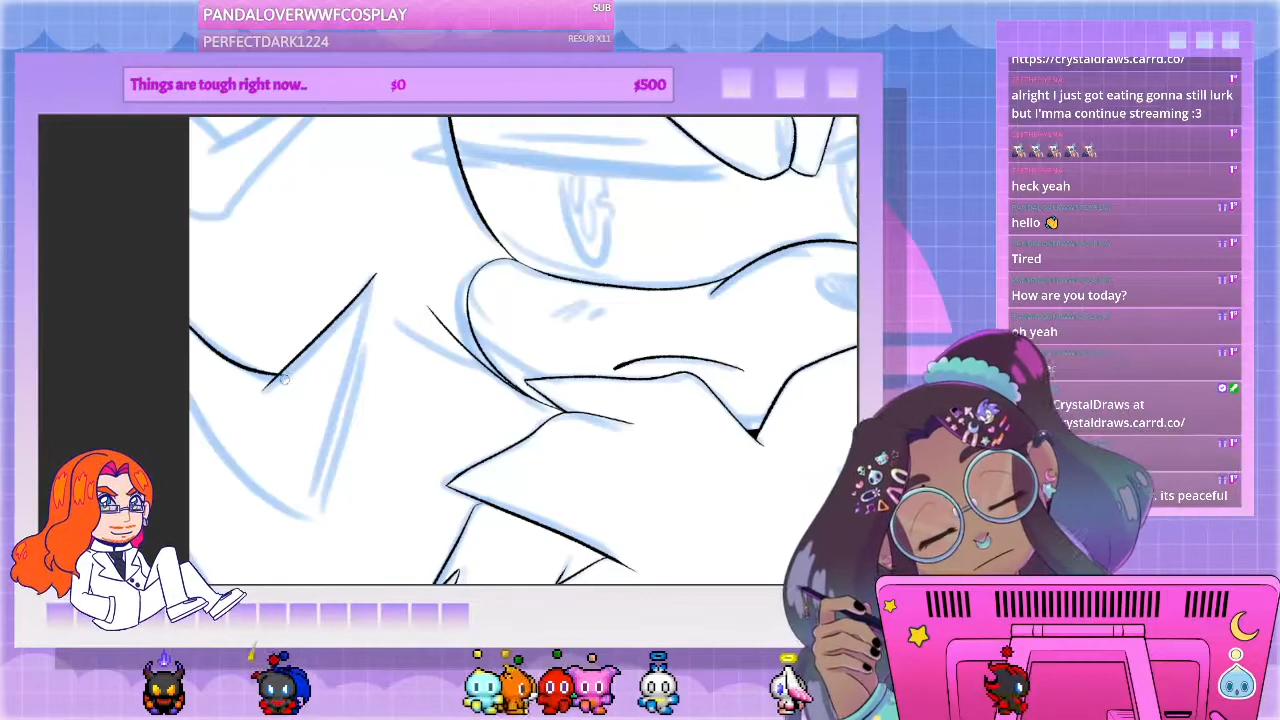 PANDALOVERWWFCOSPLAY
SUB
PERFECTDARK1224
RESUB X11
Things are tough right now..
$0
$500
https://crystaldraws.carrd.co/
alright I just got eating gonna still lurk
but I'mma continue streaming :3
heck yeah
hello
Tired
How are you today?
oh yeah
CrystalDraws at
ystaldraws.carrd.co/
its peaceful